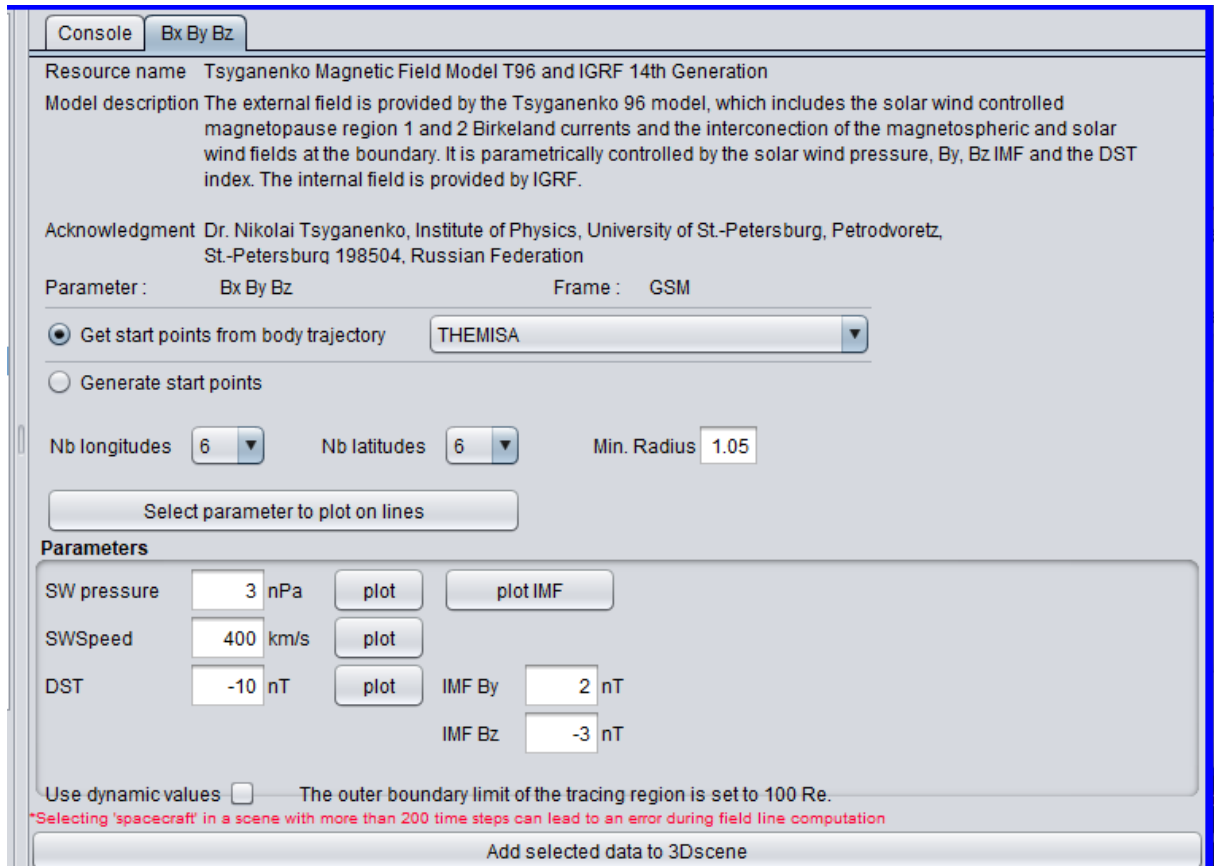 Console Bx By Bz
Resource name Tsyganenko Magnetic Field Model T96 and IGRF 14th Generation
Model description The external field is provided by the Tsyganenko 96 model, which includes the solar wind controlled
magnetopause region 1 and 2 Birkeland currents and the interconection of the magnetospheric and solar
wind fields at the boundary. It is parametrically controlled by the solar wind pressure, By, Bz IMF and the DST
index. The internal field is provided by IGRF.
Acknowledgment Dr. Nikolai Tsyganenko, Institute of Physics, University of St.-Petersburg, Petrodvoretz,
St.-Petersburg 198504, Russian Federation
Parameter : Bx By Bz Frame : GSM
Get start points from body trajectory THEMISA
Generate start points
Nb longitudes 6 Nb latitudes 6 Min. Radius 1.05
Select parameter to plot on lines
Parameters
SW pressure 3 nPa plot plot IMF
SWSpeed 400 km/s plot
DST -10 nT plot IMF By 2 nT
IMF Bz -3 nT
Use dynamic values The outer boundary limit of the tracing region is set to 100 Re.
*Selecting 'spacecraft' in a scene with more than 200 time steps can lead to an error during field line computation
Add selected data to 3Dscene